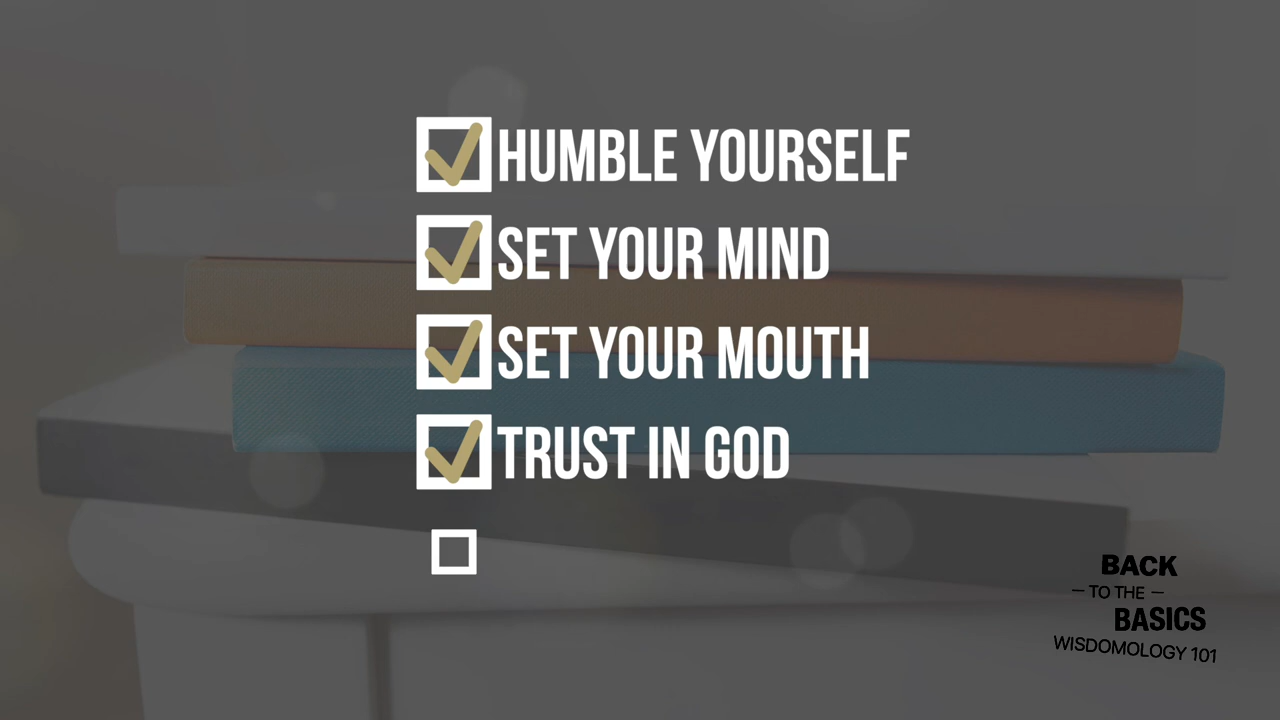 HUMBLE YOURSELF
SET YOUR MIND
SET YOUR MOUTH
TRUST IN GOD
BACK
— TO THE —
BASICS
WISDOMOLOGY 101